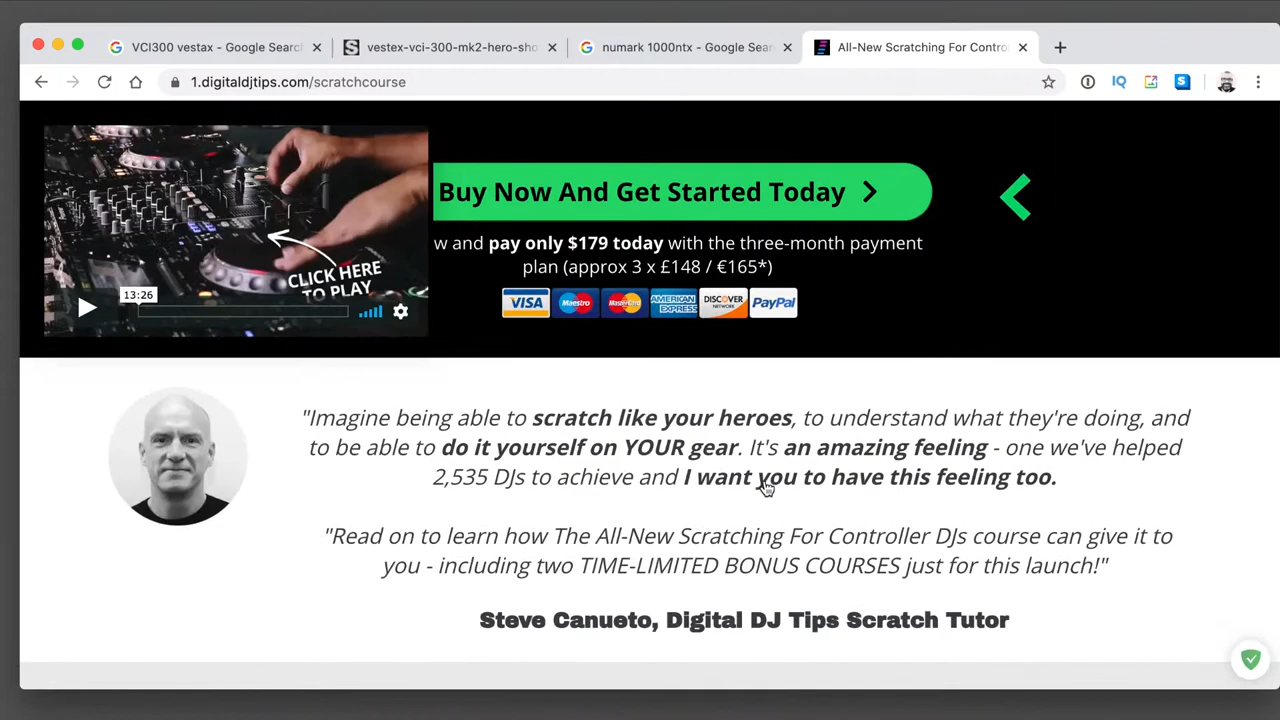 VCI300 vestax - Google Search
vestex-vci-300-mk2-hero-sho
numark 1000ntx - Google Sear
All-New Scratching For Contro
1.digitaldjtips.com/scratchcourse
IQ
S
Buy Now And Get Started Today
w and pay only $179 today with the three-month payment
plan (approx 3 x £148 / €165*)
CLICK HERE
TO PLAY
13:26
VISA
Maestro
MasterCard
AMERICAN EXPRESS
DISCOVER NETWORK
PayPal
"Imagine being able to scratch like your heroes, to understand what they're doing, and
to be able to do it yourself on YOUR gear. It's an amazing feeling - one we've helped
2,535 DJs to achieve and I want you to have this feeling too.
"Read on to learn how The All-New Scratching For Controller DJs course can give it to
you - including two TIME-LIMITED BONUS COURSES just for this launch!"
Steve Canueto, Digital DJ Tips Scratch Tutor